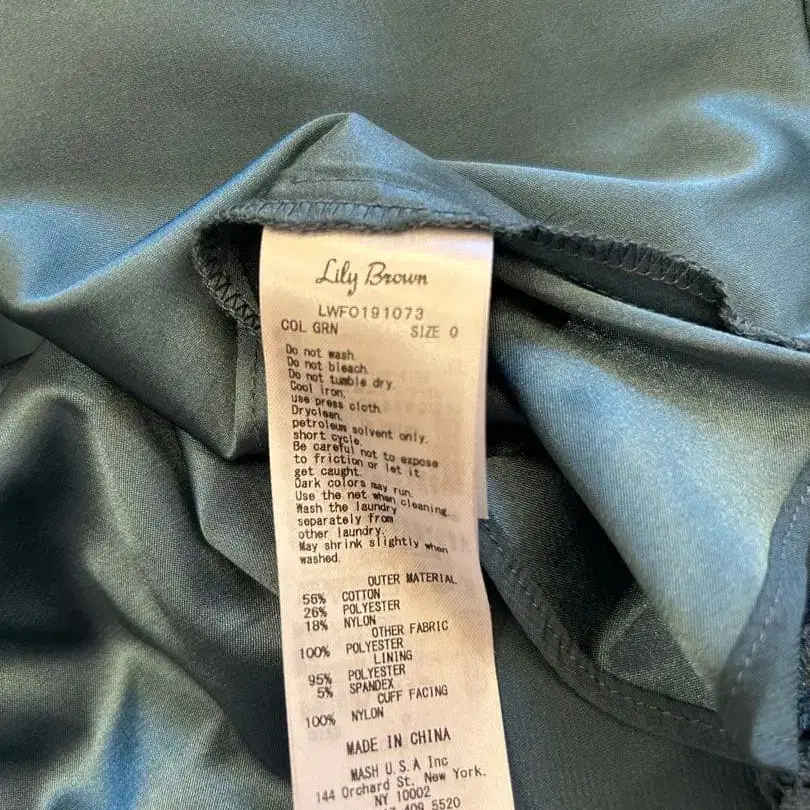 Lily Brown
LWFO191073
COL GRN SIZE 0
Do not wash.
Do not bleach.
Do not tumble dry.
Cool iron,
use press cloth.
Dryclean,
petroleum solvent only,
short cycle.
Be careful not to expose
to friction or let it
get caught.
Dark colors may run.
Use the net when cleaning.
Wash the laundry
separately from
other laundry.
May shrink slightly when
washed.
OUTER MATERIAL
56% COTTON
26% POLYESTER
18% NYLON
OTHER FABRIC
100% POLYESTER
LINING
95% POLYESTER
5% SPANDEX
CUFF FACING
100% NYLON
MADE IN CHINA
MASH U.S.A Inc
144 Orchard St. New York,
NY 10002
409 5520